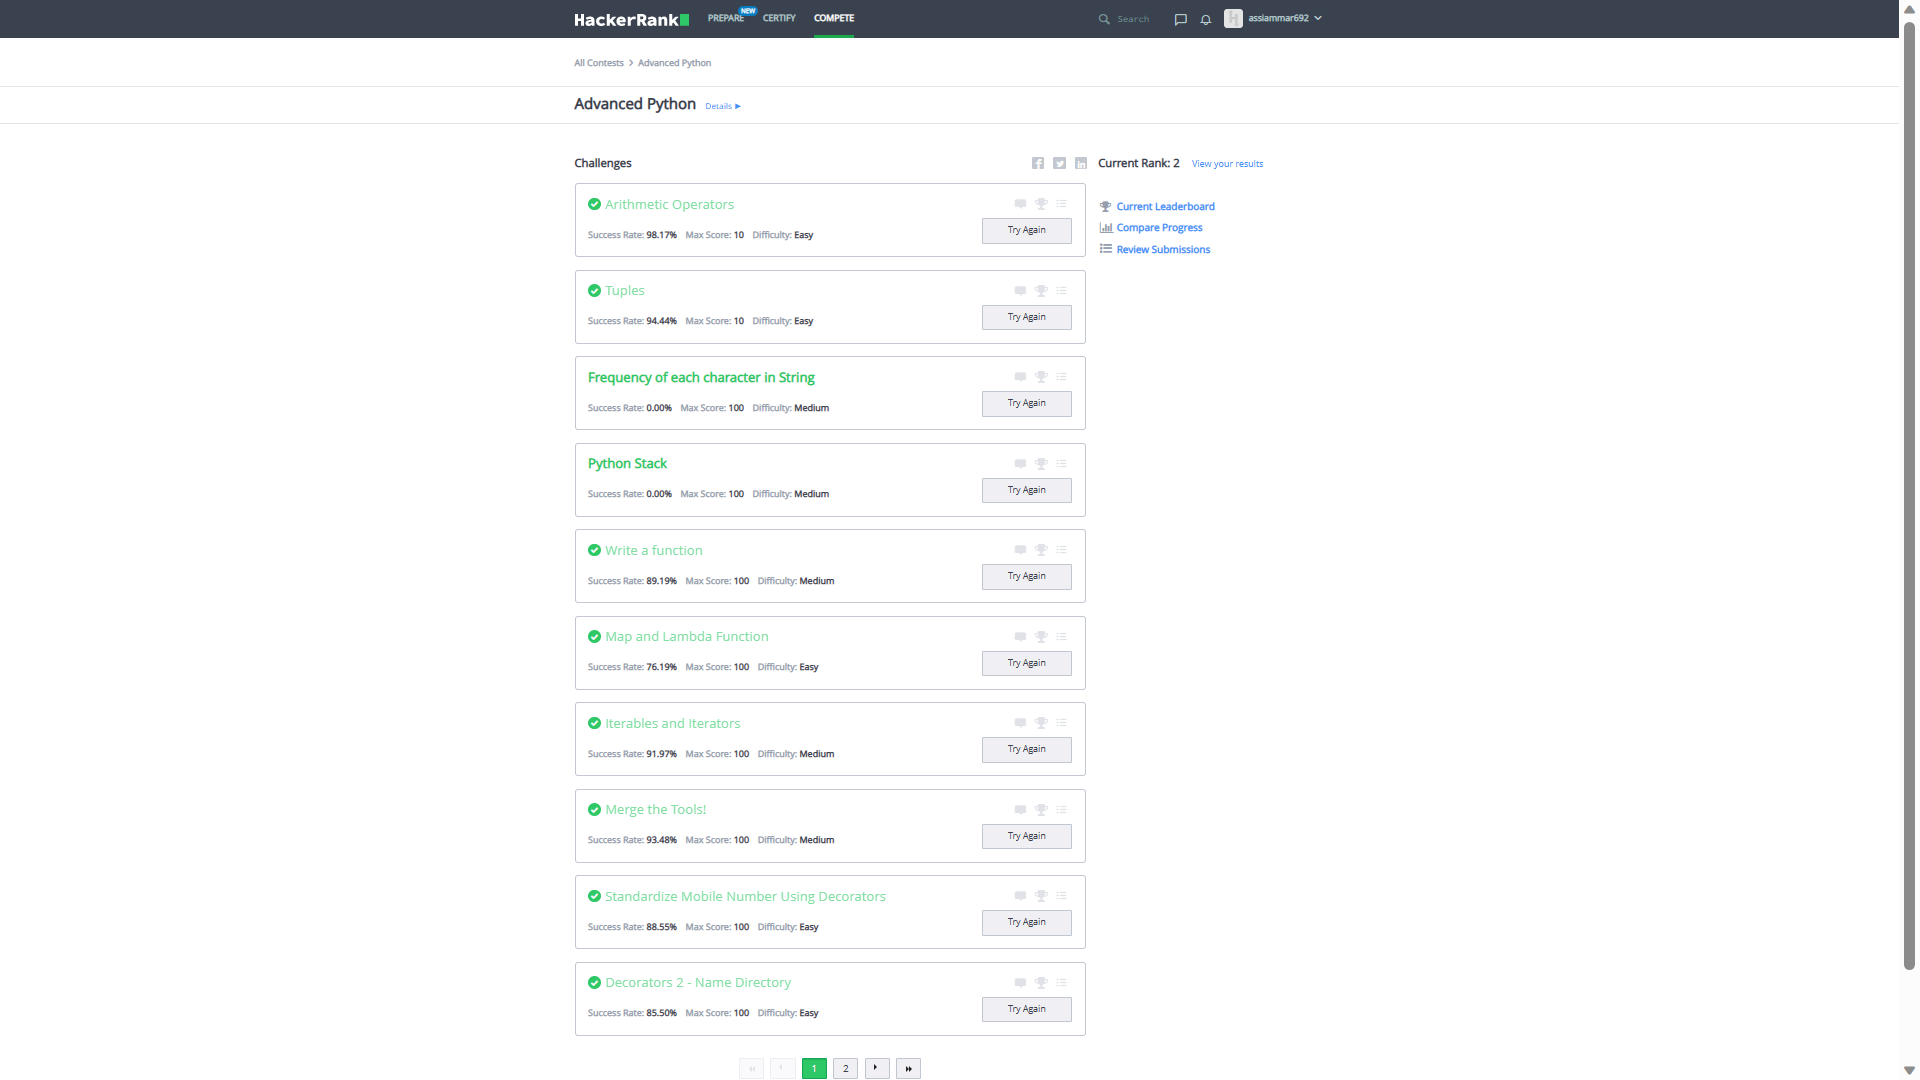 HackerRank PREPARE NEW CERTIFY COMPETE Search assiammar692
All Contests > Advanced Python
Advanced Python Details ▶
Challenges
Current Rank: 2 View your results
Current Leaderboard
Compare Progress
Review Submissions
Arithmetic Operators
Success Rate: 98.17% Max Score: 10 Difficulty: Easy
Try Again
Tuples
Success Rate: 94.44% Max Score: 10 Difficulty: Easy
Try Again
Frequency of each character in String
Success Rate: 0.00% Max Score: 100 Difficulty: Medium
Try Again
Python Stack
Success Rate: 0.00% Max Score: 100 Difficulty: Medium
Try Again
Write a function
Success Rate: 89.19% Max Score: 100 Difficulty: Medium
Try Again
Map and Lambda Function
Success Rate: 76.19% Max Score: 100 Difficulty: Easy
Try Again
Iterables and Iterators
Success Rate: 91.97% Max Score: 100 Difficulty: Medium
Try Again
Merge the Tools!
Success Rate: 93.48% Max Score: 100 Difficulty: Medium
Try Again
Standardize Mobile Number Using Decorators
Success Rate: 88.55% Max Score: 100 Difficulty: Easy
Try Again
Decorators 2 - Name Directory
Success Rate: 85.50% Max Score: 100 Difficulty: Easy
Try Again
1 2